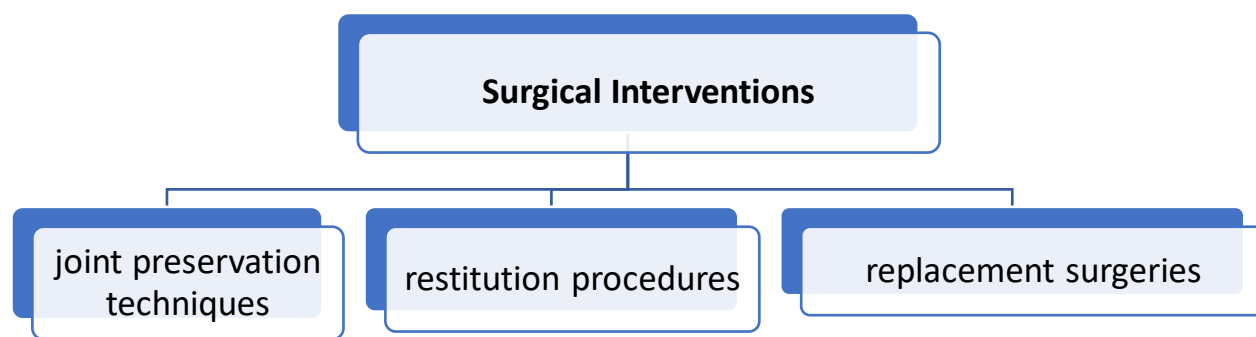 Surgical Interventions
joint preservation
techniques
restitution procedures
replacement surgeries